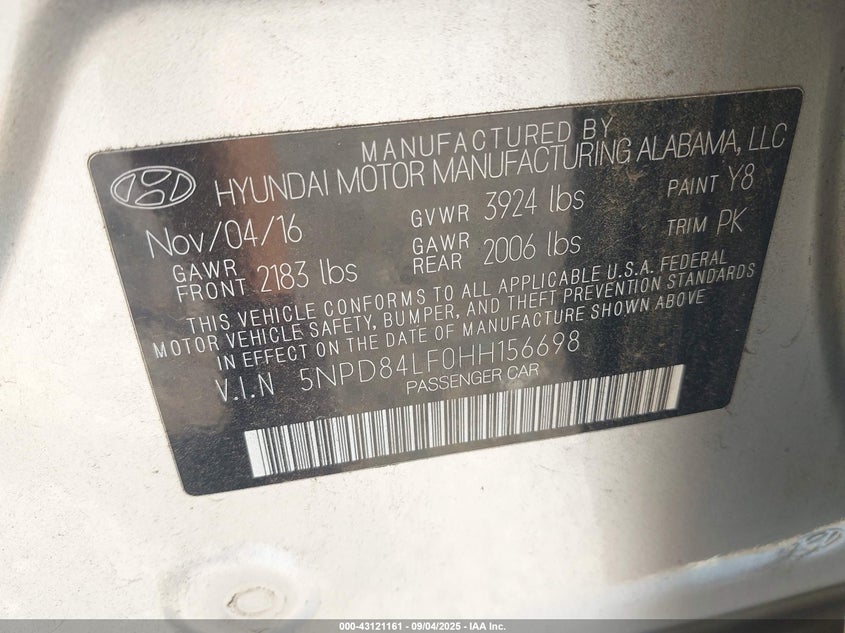 MANUFACTURED BY
HYUNDAI MOTOR MANUFACTURING ALABAMA, LLC
Nov/04/16 GVWR 3924 lbs PAINT Y8
GAWR FRONT 2183 lbs GAWR REAR 2006 lbs TRIM PK
THIS VEHICLE CONFORMS TO ALL APPLICABLE U.S.A. FEDERAL
MOTOR VEHICLE SAFETY, BUMPER, AND THEFT PREVENTION STANDARDS
IN EFFECT ON THE DATE OF MANUFACTURE SHOWN ABOVE
V.I.N 5NPD84LF0HH156698
PASSENGER CAR
000-43121161 - 09/04/2025 - IAA Inc.